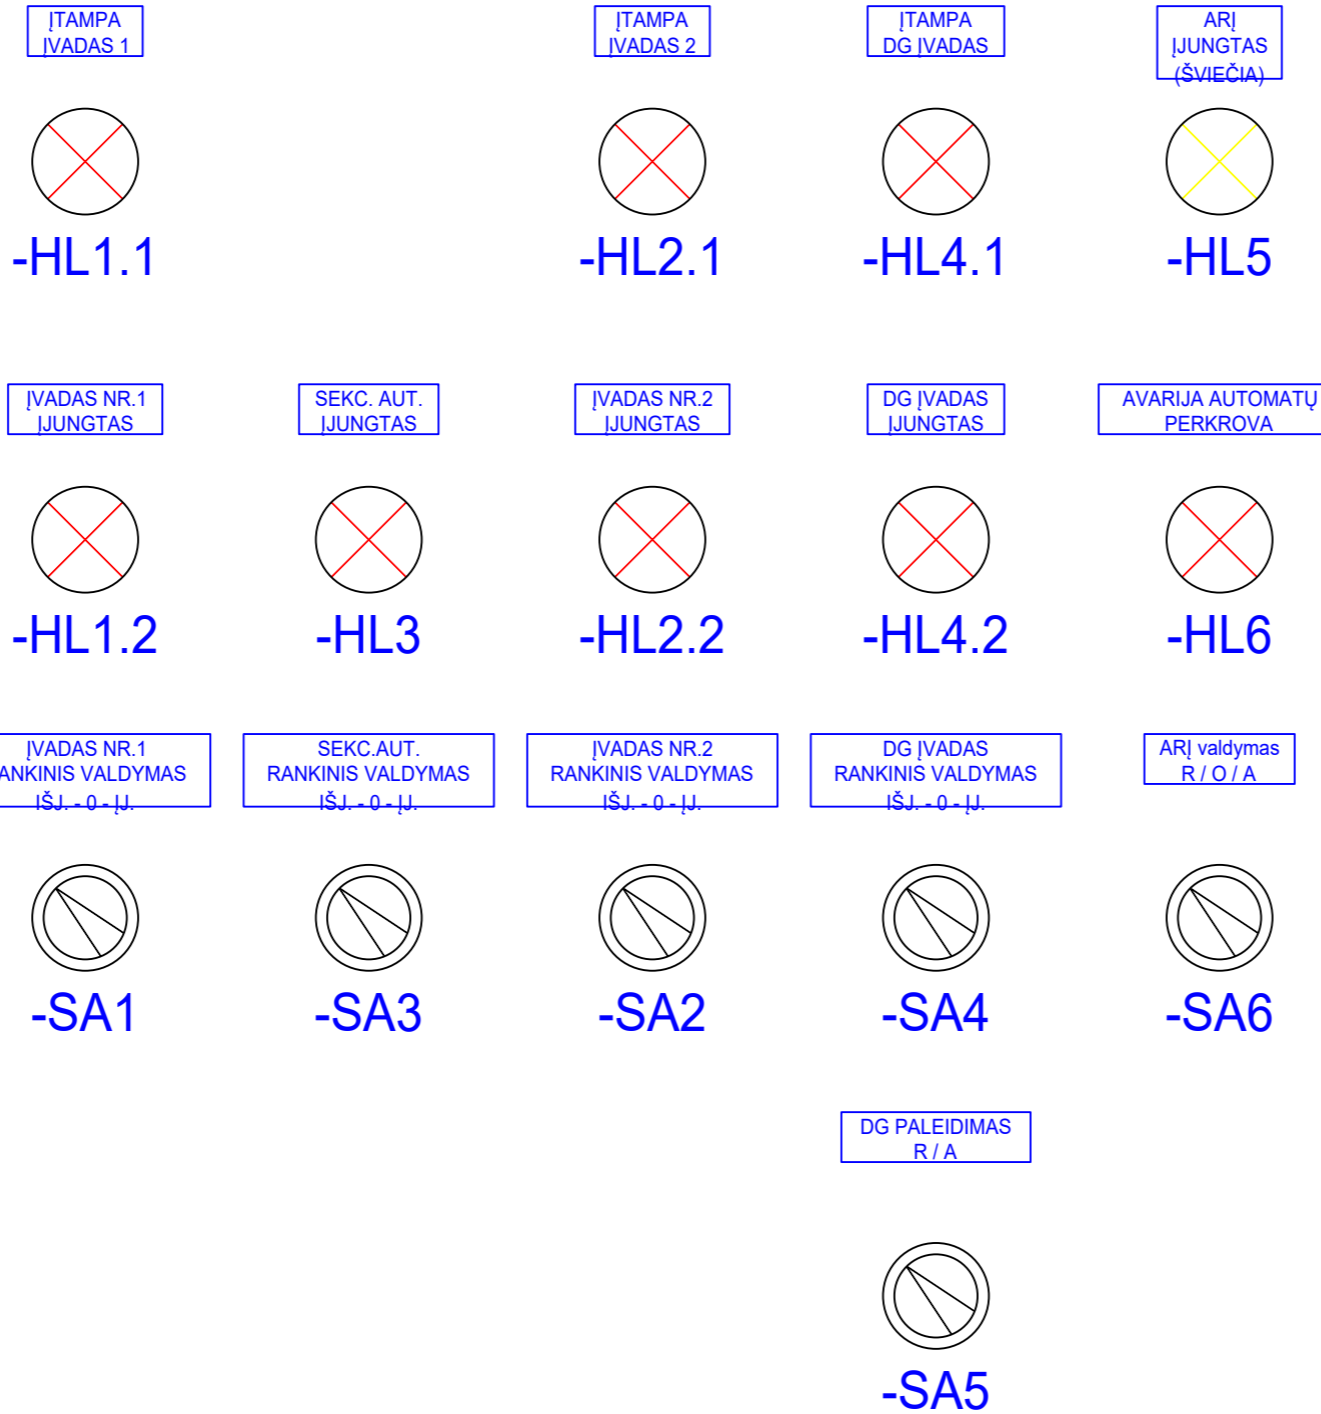 ĮTAMPA
ĮVADAS 1
ĮTAMPA
ĮVADAS 2
ĮTAMPA
DG ĮVADAS
ARĮ
ĮJUNGTAS
(ŠVIEČIA)
-HL1.1
-HL2.1
-HL4.1
-HL5
ĮVADAS NR.1
ĮJUNGTAS
SEKC. AUT.
ĮJUNGTAS
ĮVADAS NR.2
ĮJUNGTAS
DG ĮVADAS
ĮJUNGTAS
AVARIJA AUTOMATŲ
PERKROVA
-HL1.2
-HL3
-HL2.2
-HL4.2
-HL6
ĮVADAS NR.1
ANKINIS VALDYMAS
IŠJ. - 0 - ĮJ.
SEKC.AUT.
RANKINIS VALDYMAS
IŠJ. - 0 - ĮJ.
ĮVADAS NR.2
RANKINIS VALDYMAS
IŠJ. - 0 - ĮJ.
DG ĮVADAS
RANKINIS VALDYMAS
IŠJ. - 0 - ĮJ.
ARĮ valdymas
R / O / A
-SA1
-SA3
-SA2
-SA4
-SA6
DG PALEIDIMAS
R / A
-SA5